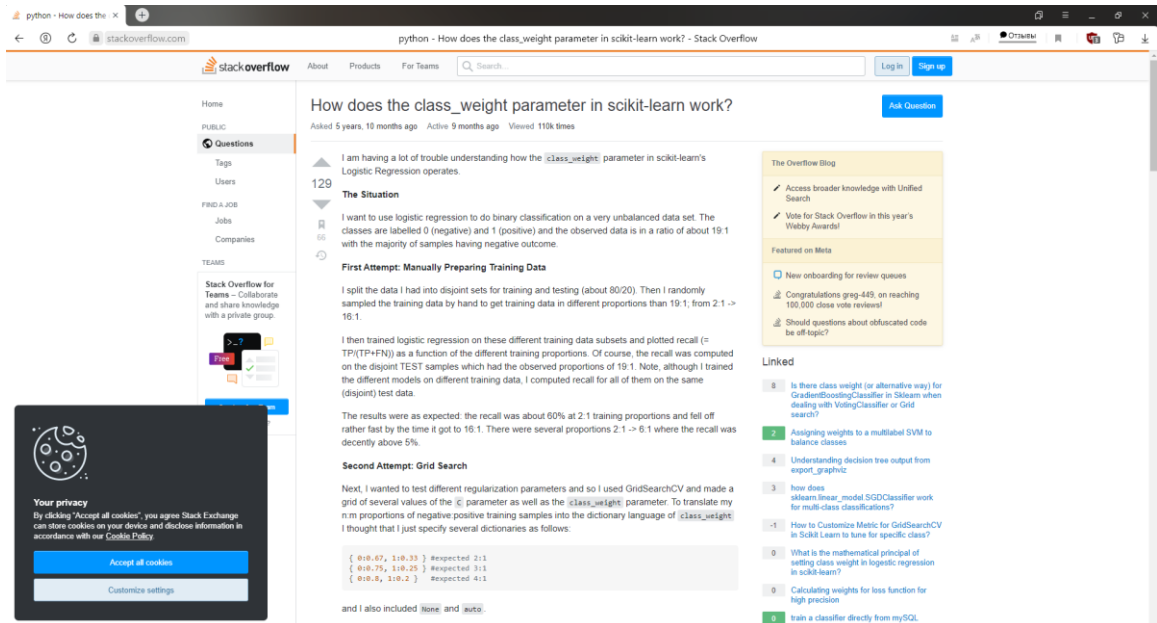 python - How does the
stackoverflow.com
python - How does the class_weight parameter in scikit-learn work? - Stack Overflow
Отзывы
stackoverflow
About
Products
For Teams
Search...
Log in
Sign up
Home
PUBLIC
Questions
Tags
Users
FIND A JOB
Jobs
Companies
TEAMS
Stack Overflow for
Teams – Collaborate
and share knowledge
with a private group.
>_?
Free
How does the class_weight parameter in scikit-learn work?
Ask Question
Asked 5 years, 10 months ago Active 9 months ago Viewed 110k times
129
66
I am having a lot of trouble understanding how the class_weight parameter in scikit-learn's
Logistic Regression operates.
The Situation
I want to use logistic regression to do binary classification on a very unbalanced data set. The
classes are labelled 0 (negative) and 1 (positive) and the observed data is in a ratio of about 19:1
with the majority of samples having negative outcome.
First Attempt: Manually Preparing Training Data
I split the data I had into disjoint sets for training and testing (about 80/20). Then I randomly
sampled the training data by hand to get training data in different proportions than 19:1; from 2:1 ->
16:1.
I then trained logistic regression on these different training data subsets and plotted recall (=
TP/(TP+FN)) as a function of the different training proportions. Of course, the recall was computed
on the disjoint TEST samples which had the observed proportions of 19:1. Note, although I trained
the different models on different training data, I computed recall for all of them on the same
(disjoint) test data.
The results were as expected: the recall was about 60% at 2:1 training proportions and fell off
rather fast by the time it got to 16:1. There were several proportions 2:1 -> 6:1 where the recall was
decently above 5%.
Second Attempt: Grid Search
Next, I wanted to test different regularization parameters and so I used GridSearchCV and made a
grid of several values of the C parameter as well as the class_weight parameter. To translate my
n:m proportions of negative:positive training samples into the dictionary language of class_weight
I thought that I just specify several dictionaries as follows:
{ 0:0.67, 1:0.33 } #expected 2:1
{ 0:0.75, 1:0.25 } #expected 3:1
{ 0:0.8, 1:0.2 } #expected 4:1
and I also included None and auto.
The Overflow Blog
Access broader knowledge with Unified
Search
Vote for Stack Overflow in this year's
Webby Awards!
Featured on Meta
New onboarding for review queues
Congratulations greg-449, on reaching
100,000 close vote reviews!
Should questions about obfuscated code
be off-topic?
Linked
8 Is there class weight (or alternative way) for
GradientBoostingClassifier in Sklearn when
dealing with VotingClassifier or Grid
search?
2 Assigning weights to a multilabel SVM to
balance classes
4 Understanding decision tree output from
export_graphviz
3 how does
sklearn.linear_model.SGDClassifier work
for multi-class classifications?
-1 How to Customize Metric for GridSearchCV
in Scikit Learn to tune for specific class?
0 What is the mathematical principal of
setting class weight in logestic regression
in scikit-learn?
0 Calculating weights for loss function for
high precision
0 train a classifier directly from mySQL
Your privacy
By clicking "Accept all cookies", you agree Stack Exchange
can store cookies on your device and disclose information in
accordance with our Cookie Policy.
Accept all cookies
Customize settings